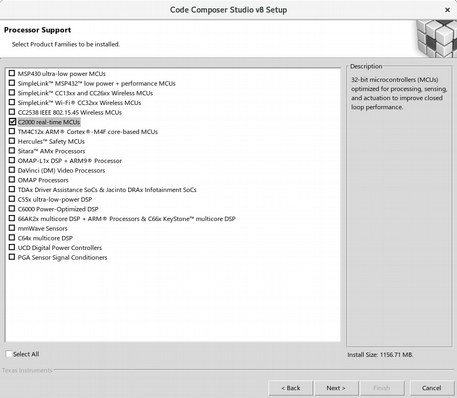 Code Composer Studio v8 Setup
Processor Support
Select Product Families to be installed.
MSP430 ultra-low power MCUs
SimpleLink™ MSP432™ low power + performance MCUs
SimpleLink™ CC13xx and CC26xx Wireless MCUs
SimpleLink™ Wi-Fi® CC32xx Wireless MCUs
CC2538 IEEE 802.15.4S Wireless MCUs
C2000 real-time MCUs
TM4C12x ARM® Cortex®-M4F core-based MCUs
Hercules™ Safety MCUs
Sitara™ AMx Processors
OMAP-L1x DSP + ARM9® Processor
DaVinci (DM) Video Processors
OMAP Processors
TDAx Driver Assistance SoCs & Jacinto DRAx Infotainment SoCs
C55x ultra-low-power DSP
C6000 Power-Optimized DSP
66AK2x multicore DSP + ARM® Processors & C66x KeyStone™ multicore DSP
mmWave Sensors
C64x multicore DSP
UCD Digital Power Controllers
PGA Sensor Signal Conditioners
Select All
Description
32-bit microcontrollers (MCUs)
optimized for processing, sensing,
and actuation to improve closed
loop performance.
Install Size: 1156.71 MB.
Texas Instruments
< Back
Next >
Finish
Cancel